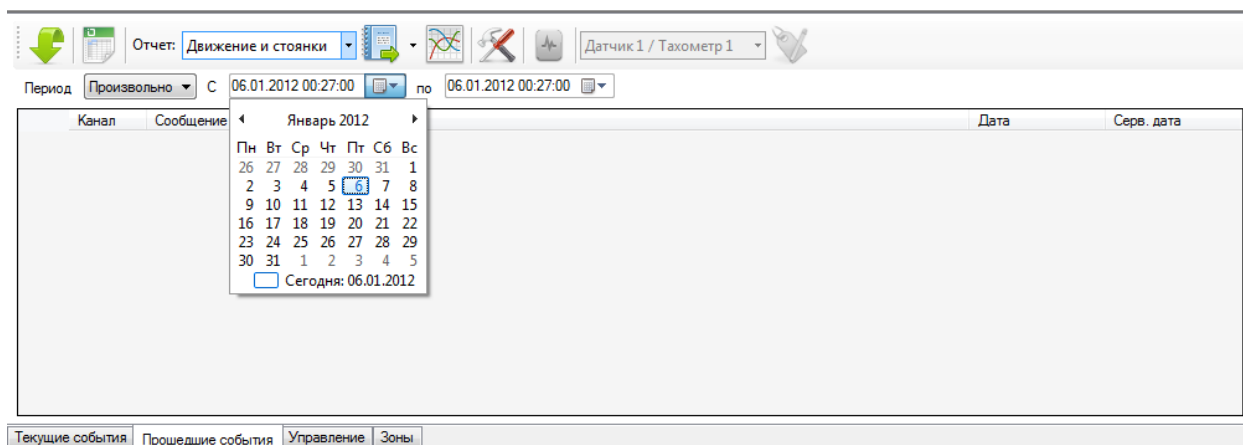 Отчет: Движение и стоянки Датчик 1 / Тахометр 1
Период Произвольно С 06.01.2012 00:27:00 по 06.01.2012 00:27:00
Канал Сообщение Дата Серв. дата
Январь 2012
Пн Вт Ср Чт Пт Сб Вс
26 27 28 29 30 31 1
2 3 4 5 6 7 8
9 10 11 12 13 14 15
16 17 18 19 20 21 22
23 24 25 26 27 28 29
30 31 1 2 3 4 5
Сегодня: 06.01.2012
Текущие события Прошедшие события Управление Зоны